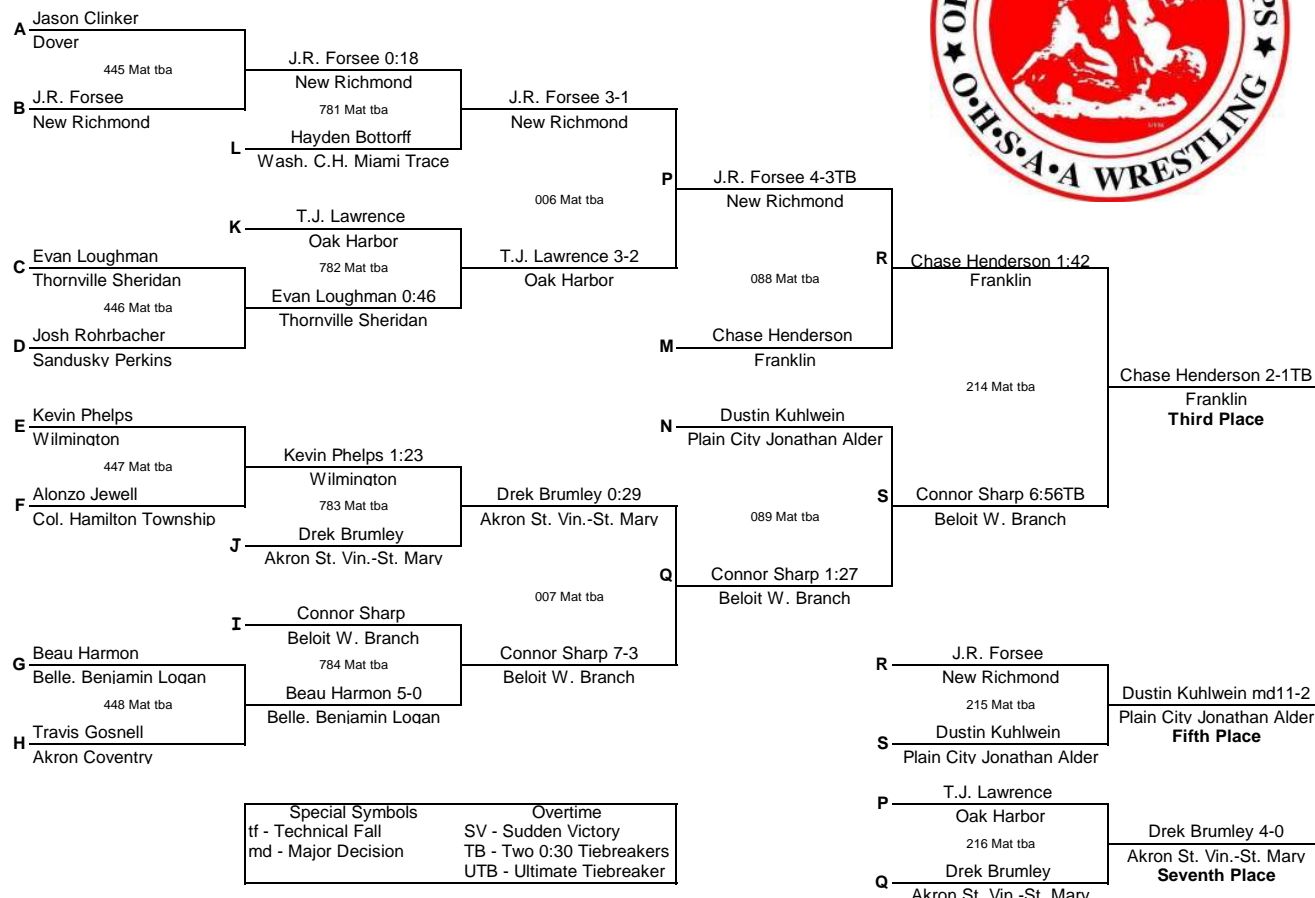 A Jason Clinker
Dover
445 Mat tba
B J.R. Forsee
New Richmond
J.R. Forsee 0:18
New Richmond
781 Mat tba
L Hayden Bottorff
Wash. C.H. Miami Trace
K T.J. Lawrence
Oak Harbor
782 Mat tba
C Evan Loughman
Thornville Sheridan
446 Mat tba
D Josh Rohrbacher
Sandusky Perkins
Evan Loughman 0:46
Thornville Sheridan
J.R. Forsee 3-1
New Richmond
006 Mat tba
T.J. Lawrence 3-2
Oak Harbor
P J.R. Forsee 4-3TB
New Richmond
088 Mat tba
M Chase Henderson
Franklin
R Chase Henderson 1:42
Franklin
214 Mat tba
Chase Henderson 2-1TB
Franklin
Third Place
E Kevin Phelps
Wilmington
447 Mat tba
F Alonzo Jewell
Col. Hamilton Township
Kevin Phelps 1:23
Wilmington
783 Mat tba
J Drek Brumley
Akron St. Vin.-St. Mary
Drek Brumley 0:29
Akron St. Vin.-St. Mary
007 Mat tba
I Connor Sharp
Beloit W. Branch
784 Mat tba
G Beau Harmon
Belle. Benjamin Logan
448 Mat tba
H Travis Gosnell
Akron Coventry
Beau Harmon 5-0
Belle. Benjamin Logan
Connor Sharp 7-3
Beloit W. Branch
N Dustin Kuhlwein
Plain City Jonathan Alder
089 Mat tba
Q Connor Sharp 1:27
Beloit W. Branch
S Connor Sharp 6:56TB
Beloit W. Branch
R J.R. Forsee
New Richmond
215 Mat tba
S Dustin Kuhlwein
Plain City Jonathan Alder
Dustin Kuhlwein md11-2
Plain City Jonathan Alder
Fifth Place
P T.J. Lawrence
Oak Harbor
216 Mat tba
Q Drek Brumley
Akron St. Vin.-St. Mary
Drek Brumley 4-0
Akron St. Vin.-St. Mary
Seventh Place
Special Symbols
tf - Technical Fall
md - Major Decision
Overtime
SV - Sudden Victory
TB - Two 0:30 Tiebreakers
UTB - Ultimate Tiebreaker
★ O•H•S•A•A WRESTLING ★